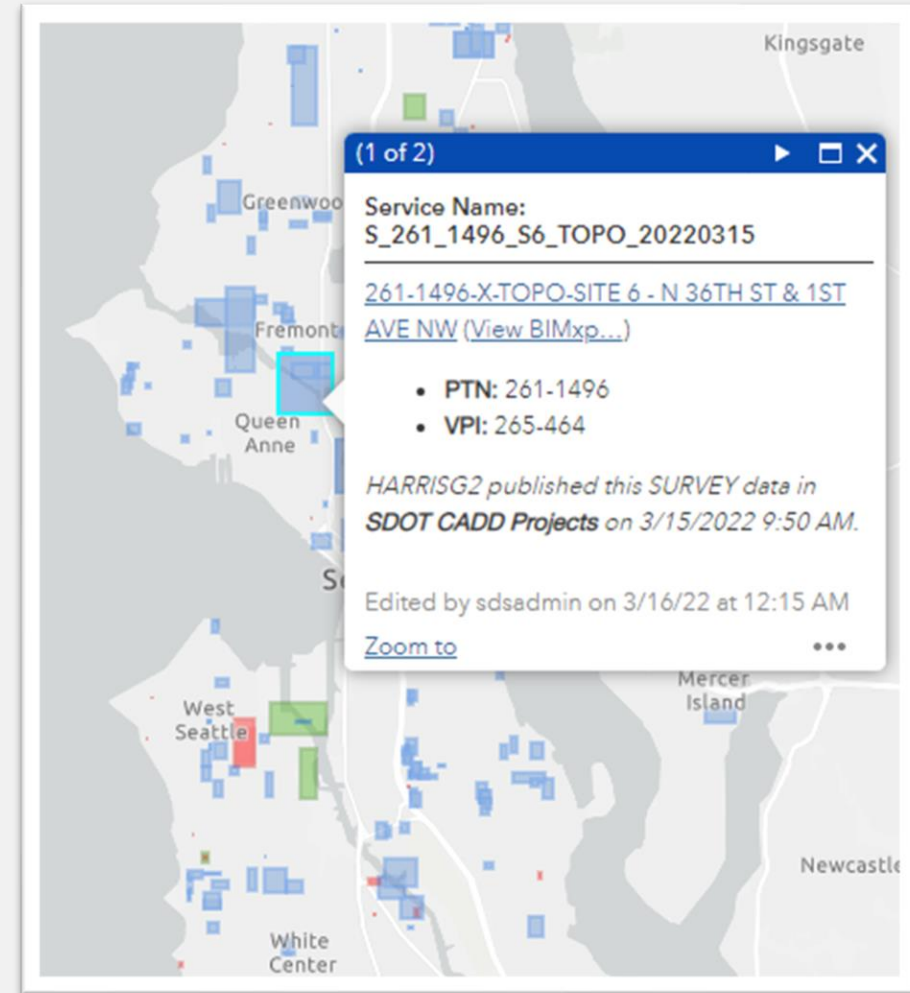 Kingsgate
(1 of 2)
Greenwoo
Service Name:
S_261_1496_S6_TOPO_20220315
261-1496-X-TOPO-SITE 6 - N 36TH ST & 1ST
AVE NW (View BIMxp...)
Fremont
• PTN: 261-1496
• VPI: 265-464
Queen
Anne
HARRISG2 published this SURVEY data in
SDOT CADD Projects on 3/15/2022 9:50 AM.
Se
Edited by sdsadmin on 3/16/22 at 12:15 AM
Zoom to
•••
Mercer
Island
West
Seattle
Newcastle
White
Center